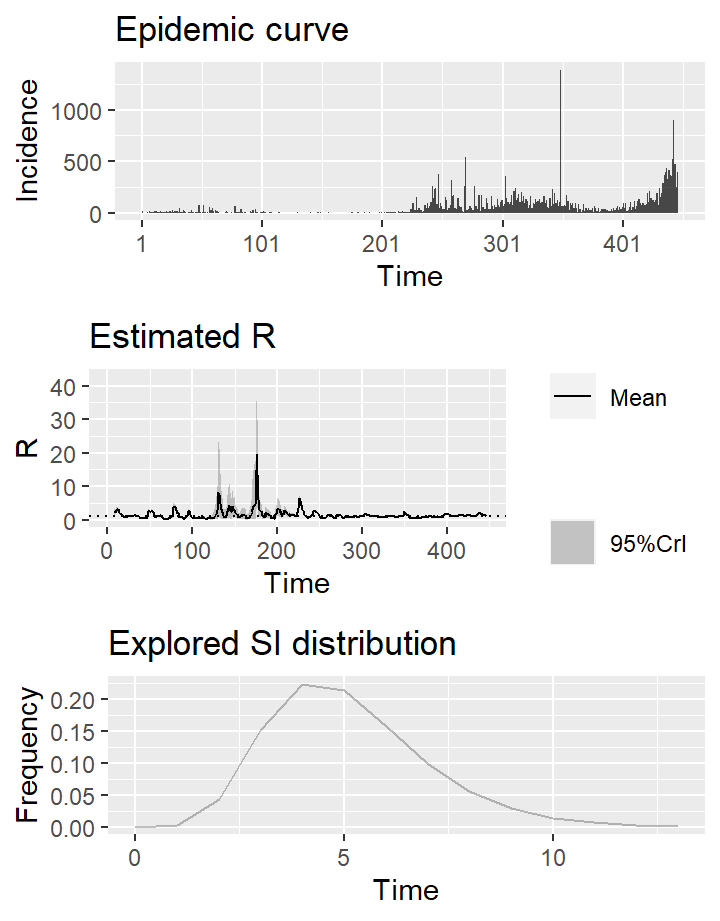 Epidemic curve
Incidence
1000
500
0
1 101 201 301 401
Time
Estimated R
R
40
30
20
10
0
0 100 200 300 400
Time
Mean
95%CrI
Explored SI distribution
Frequency
0.20
0.15
0.10
0.05
0.00
0 5 10
Time